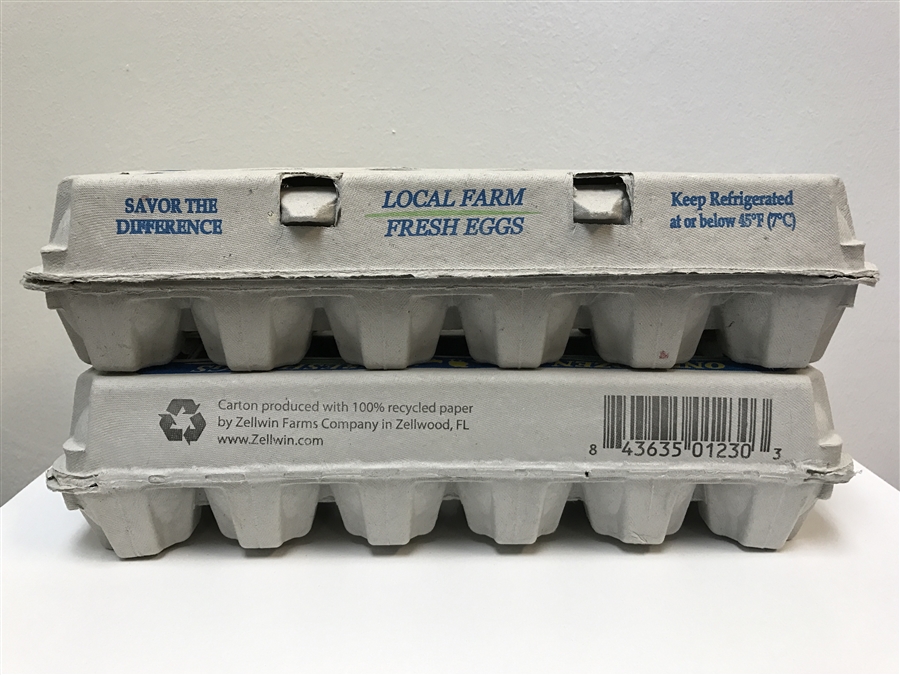 SAVOR THE
DIFFERENCE
LOCAL FARM
FRESH EGGS
Keep Refrigerated
at or below 45°F (7°C)
Carton produced with 100% recycled paper
by Zellwin Farms Company in Zellwood, FL
www.Zellwin.com
8 43635 01230 3